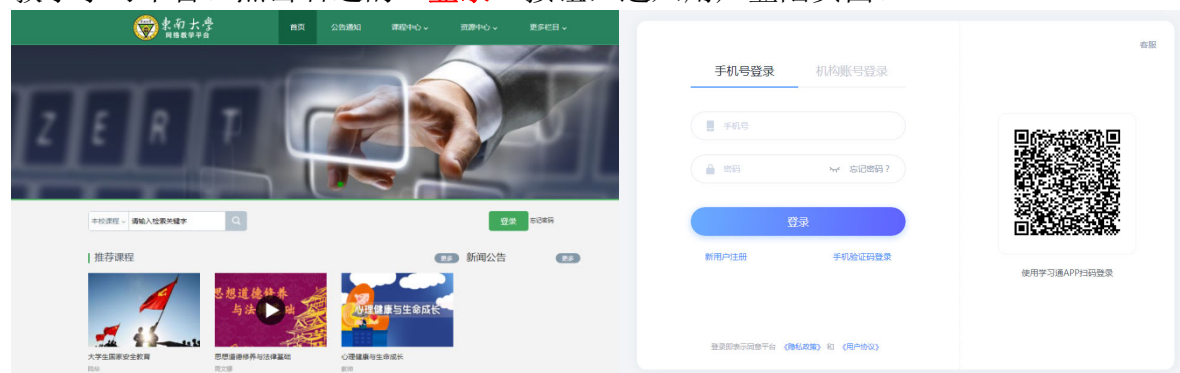 東南大學
网络教学平台
首页 公告通知 课程中心 资源中心 更多栏目
ZERT
本校课程 请输入检索关键字
登录 忘记密码
推荐课程 更多 新闻公告 更多
思想道德修养
与法律基础
心理健康与生命成长
大学生国家安全教育 思想道德修养与法律基础 心理健康与生命成长
客服
手机号登录 机构账号登录
手机号
密码 忘记密码?
登录
新用户注册 手机验证码登录
使用学习通APP扫码登录
登录即表示同意平台 《隐私政策》 和 《用户协议》